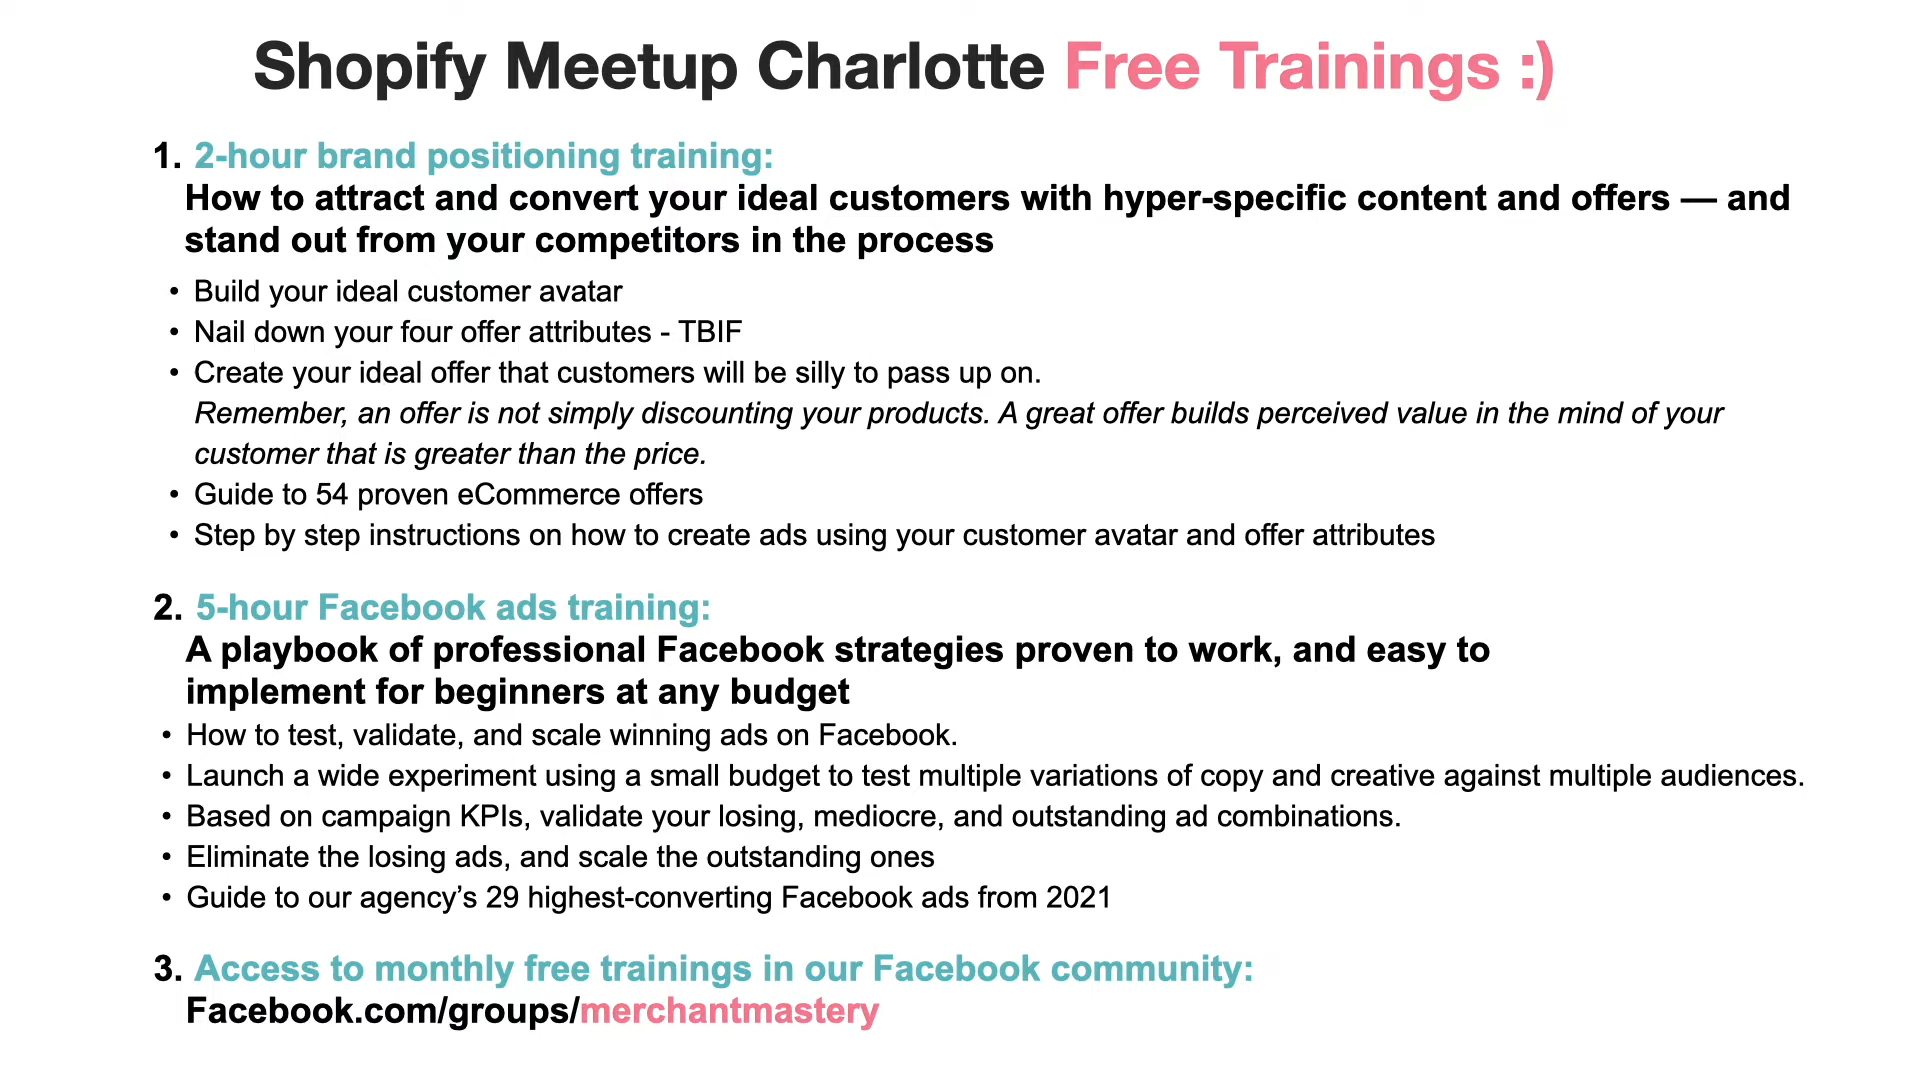 Shopify Meetup Charlotte Free Trainings :)
1. 2-hour brand positioning training:
How to attract and convert your ideal customers with hyper-specific content and offers — and
stand out from your competitors in the process
• Build your ideal customer avatar
• Nail down your four offer attributes - TBIF
• Create your ideal offer that customers will be silly to pass up on.
Remember, an offer is not simply discounting your products. A great offer builds perceived value in the mind of your
customer that is greater than the price.
• Guide to 54 proven eCommerce offers
• Step by step instructions on how to create ads using your customer avatar and offer attributes
2. 5-hour Facebook ads training:
A playbook of professional Facebook strategies proven to work, and easy to
implement for beginners at any budget
• How to test, validate, and scale winning ads on Facebook.
• Launch a wide experiment using a small budget to test multiple variations of copy and creative against multiple audiences.
• Based on campaign KPIs, validate your losing, mediocre, and outstanding ad combinations.
• Eliminate the losing ads, and scale the outstanding ones
• Guide to our agency’s 29 highest-converting Facebook ads from 2021
3. Access to monthly free trainings in our Facebook community:
Facebook.com/groups/merchantmastery